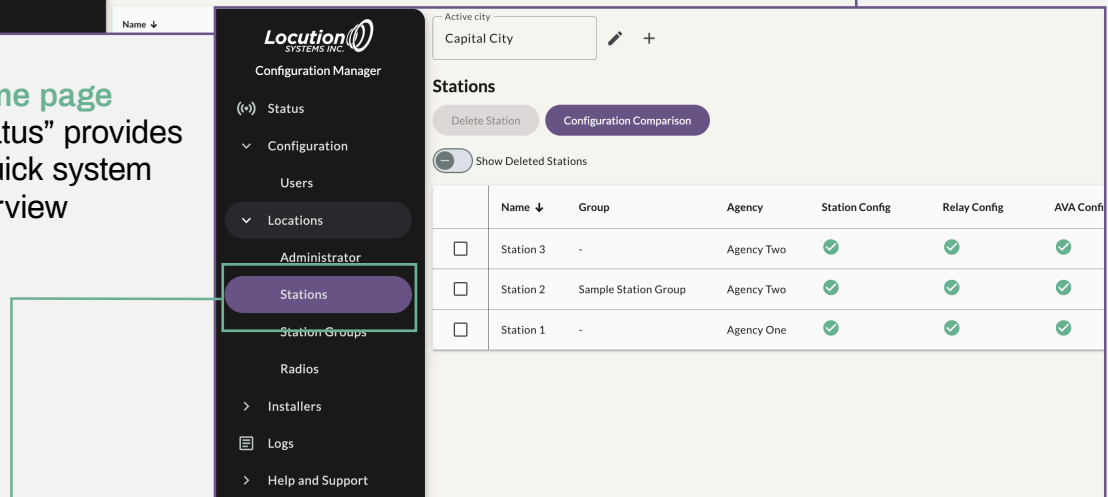 Name ↓
me page
atus” provides
uick system
rview
Locution
SYSTEMS INC.
Configuration Manager
Status
Configuration
Users
Locations
Administrator
Stations
Station Groups
Radios
Installers
Logs
Help and Support
Active city
Capital City
Stations
Delete Station Configuration Comparison
Show Deleted Stations
Name ↓ Group Agency Station Config Relay Config AVA Confi
Station 3 - Agency Two
Station 2 Sample Station Group Agency Two
Station 1 - Agency One